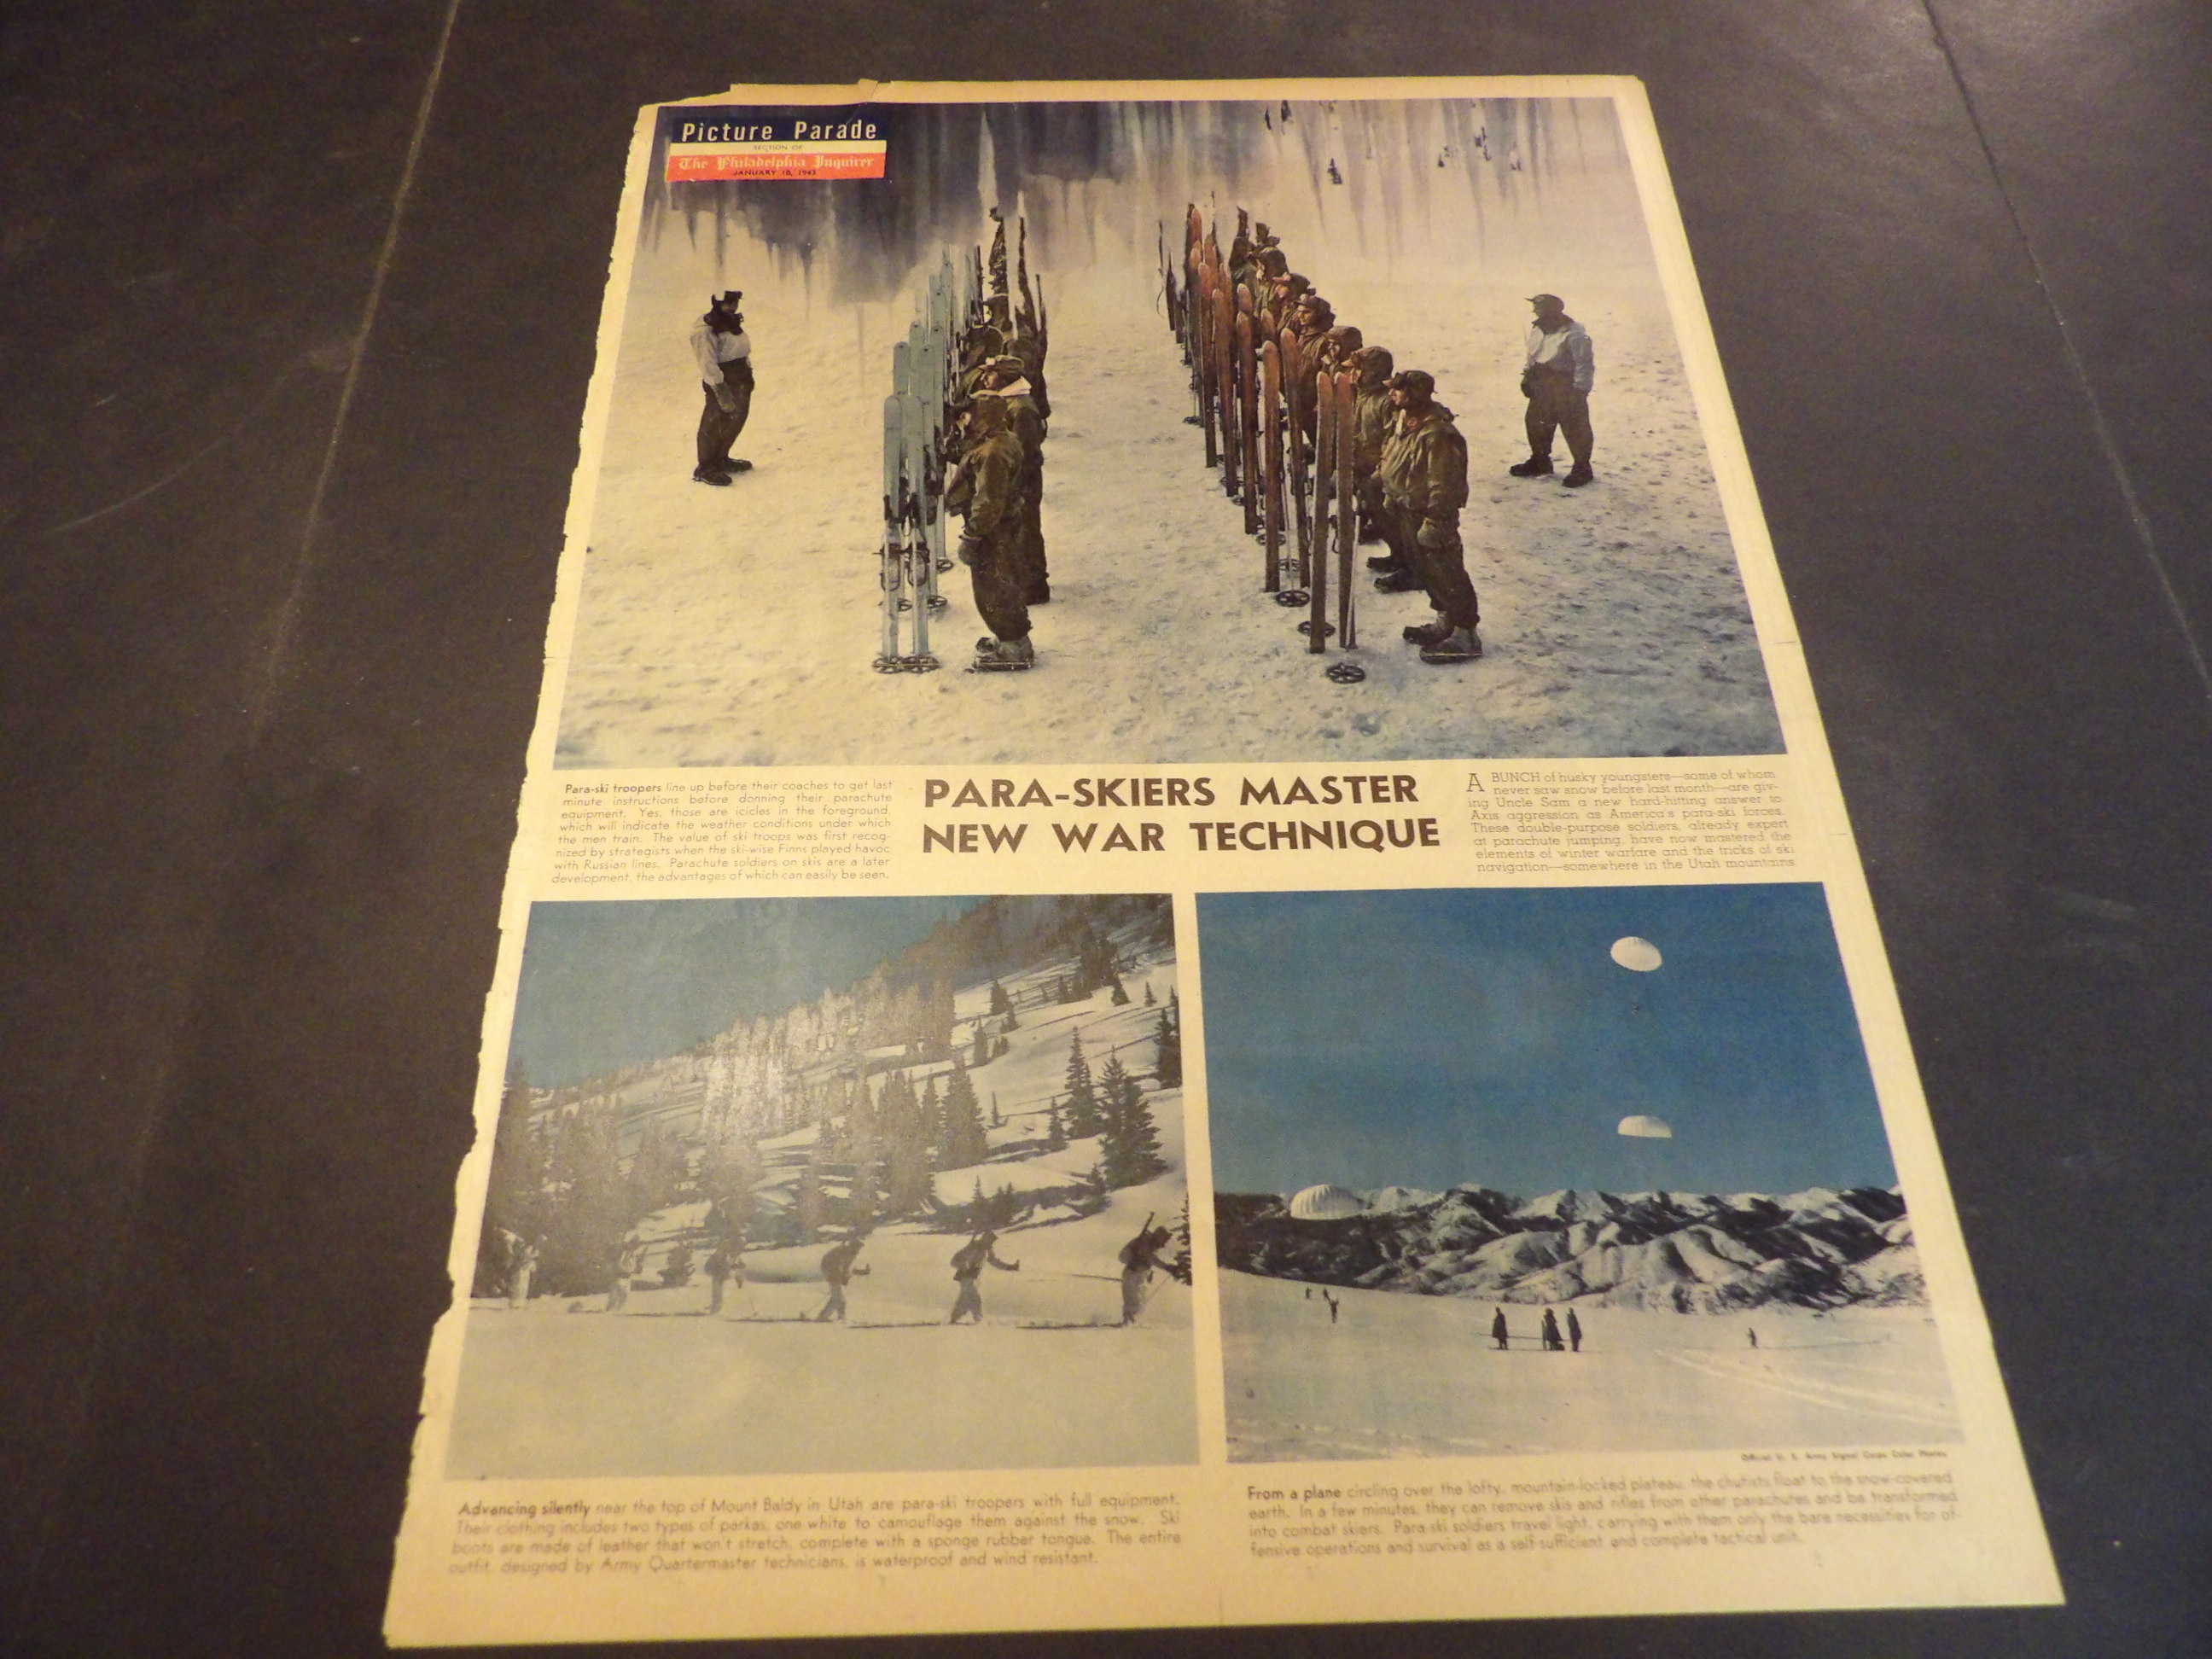 Picture Parade
SECTION OF
The Philadelphia Inquirer
JANUARY 10, 1943
Para-ski troopers line up before their coaches to get last
minute instructions before donning their parachute
equipment. Yes, those are icicles in the foreground,
which will indicate the weather conditions under which
the men train. The value of ski troops was first recog-
nized by strategists when the ski-wise Finns played havoc
with Russian lines. Parachute soldiers on skis are a later
development, the advantages of which can easily be seen.
PARA-SKIERS MASTER
NEW WAR TECHNIQUE
A BUNCH of husky youngsters—some of whom
never saw snow before last month—are giv-
ing Uncle Sam a new hard-hitting answer to
Axis aggression as America's para-ski forces.
These double-purpose soldiers, already expert
at parachute jumping, have now mastered the
elements of winter warfare and the tricks of ski
navigation—somewhere in the Utah mountains
Official U. S. Army Signal Corps Color Photos
Advancing silently near the top of Mount Baldy in Utah are para-ski troopers with full equipment.
Their clothing includes two types of parkas, one white to camouflage them against the snow. Ski
boots are made of leather that won't stretch, complete with a sponge rubber tongue. The entire
outfit, designed by Army Quartermaster technicians, is waterproof and wind resistant.
From a plane circling over the lofty, mountain-locked plateau, the chutists float to the snow-covered
earth. In a few minutes, they can remove skis and rifles from other parachutes and be transformed
into combat skiers. Para-ski soldiers travel light, carrying with them only the bare necessities for of-
fensive operations and survival as a self-sufficient and complete tactical unit.